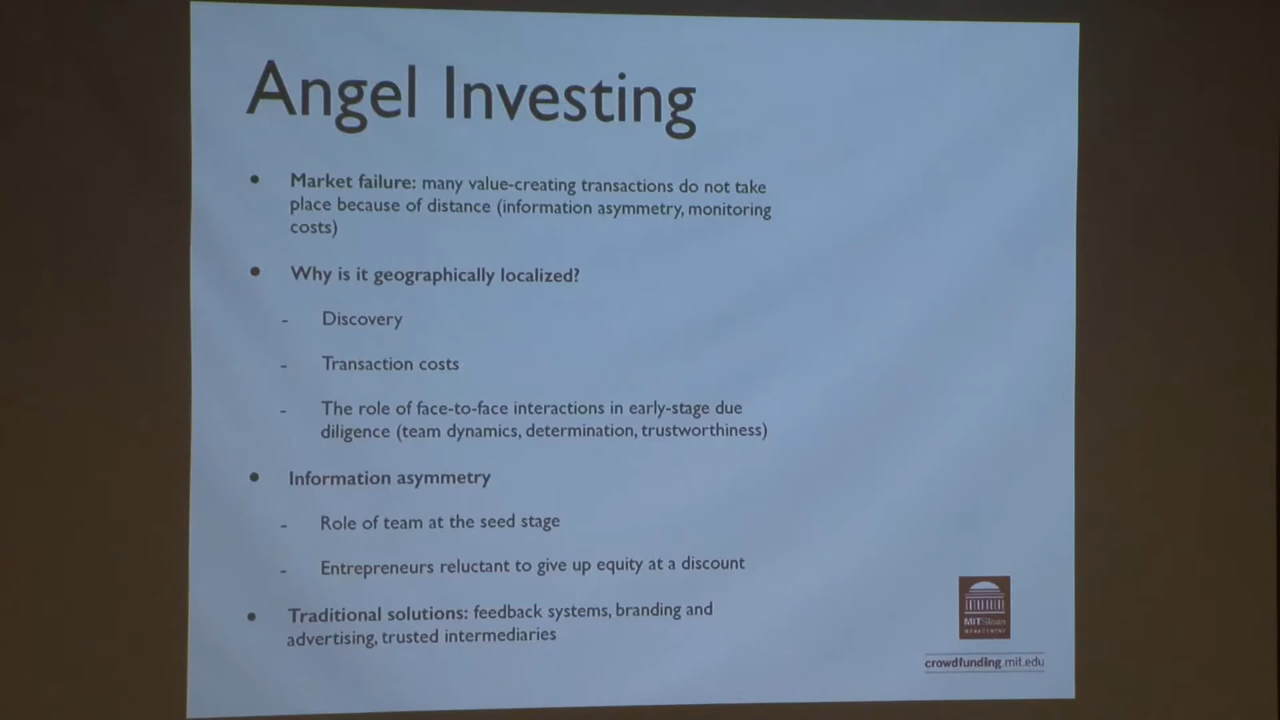 Angel Investing
• Market failure: many value-creating transactions do not take
place because of distance (information asymmetry, monitoring
costs)
• Why is it geographically localized?
- Discovery
- Transaction costs
- The role of face-to-face interactions in early-stage due
diligence (team dynamics, determination, trustworthiness)
• Information asymmetry
- Role of team at the seed stage
- Entrepreneurs reluctant to give up equity at a discount
• Traditional solutions: feedback systems, branding and
advertising, trusted intermediaries
MITSloan
MANAGEMENT
crowdfunding.mit.edu